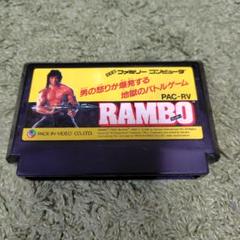 ファミリー コンピュータ
男の怒りが爆発する
地獄のバトルゲーム
PAC-RV
RAMBO
PACK-IN-VIDEO CO.,LTD.